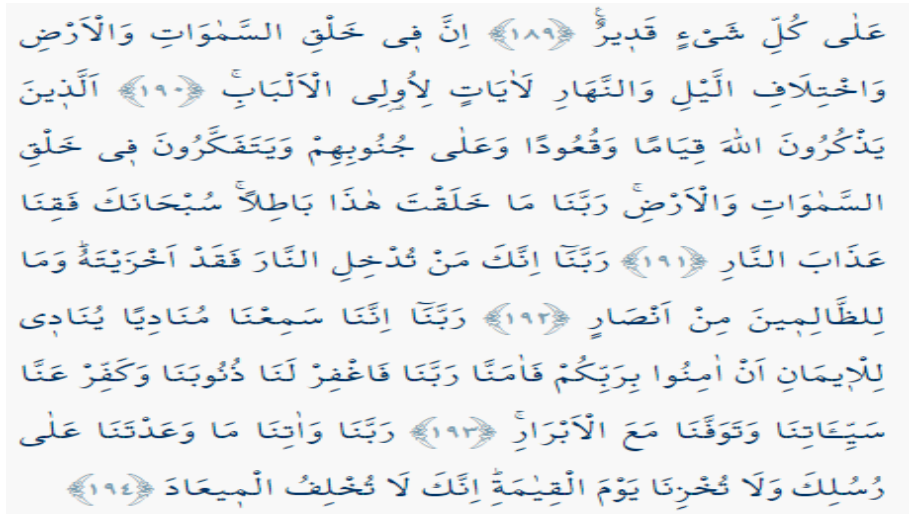 عَلٰى كُلِّ شَیْءٍ قَدٖيرٌࣖ ﴿١٨٩﴾ اِنَّ فٖى خَلْقِ السَّمٰوَاتِ وَالْاَرْضِ
وَاخْتِلَافِ الَّيْلِ وَالنَّهَارِ لَاٰيَاتٍ لِاُو۬لِى الْاَلْبَابِۚ ﴿١٩٠﴾ اَلَّذٖينَ
يَذْكُرُونَ اللّٰهَ قِيَامًا وَقُعُودًا وَعَلٰى جُنُوبِهِمْ وَيَتَفَكَّرُونَ فٖى خَلْقِ
السَّمٰوَاتِ وَالْاَرْضِۚ رَبَّنَا مَا خَلَقْتَ هٰذَا بَاطِلًاۚ سُبْحَانَكَ فَقِنَا
عَذَابَ النَّارِ ﴿١٩١﴾ رَبَّنَٓا اِنَّكَ مَنْ تُدْخِلِ النَّارَ فَقَدْ اَخْزَيْتَهُؕ وَمَا
لِلظَّالِمٖينَ مِنْ اَنْصَارٍ ﴿١٩٢﴾ رَبَّنَٓا اِنَّنَا سَمِعْنَا مُنَادِيًا يُنَادٖى
لِلْاٖيمَانِ اَنْ اٰمِنُوا بِرَبِّكُمْ فَاٰمَنَّا رَبَّنَا فَاغْفِرْ لَنَا ذُنُوبَنَا وَكَفِّرْ عَنَّا
سَيِّـَٔاتِنَا وَتَوَفَّنَا مَعَ الْاَبْرَارِۚ ﴿١٩٣﴾ رَبَّنَا وَاٰتِنَا مَا وَعَدْتَنَا عَلٰى
رُسُلِكَ وَلَا تُخْزِنَا يَوْمَ الْقِيٰمَةِؕ اِنَّكَ لَا تُخْلِفُ الْمٖيعَادَ ﴿١٩٤﴾